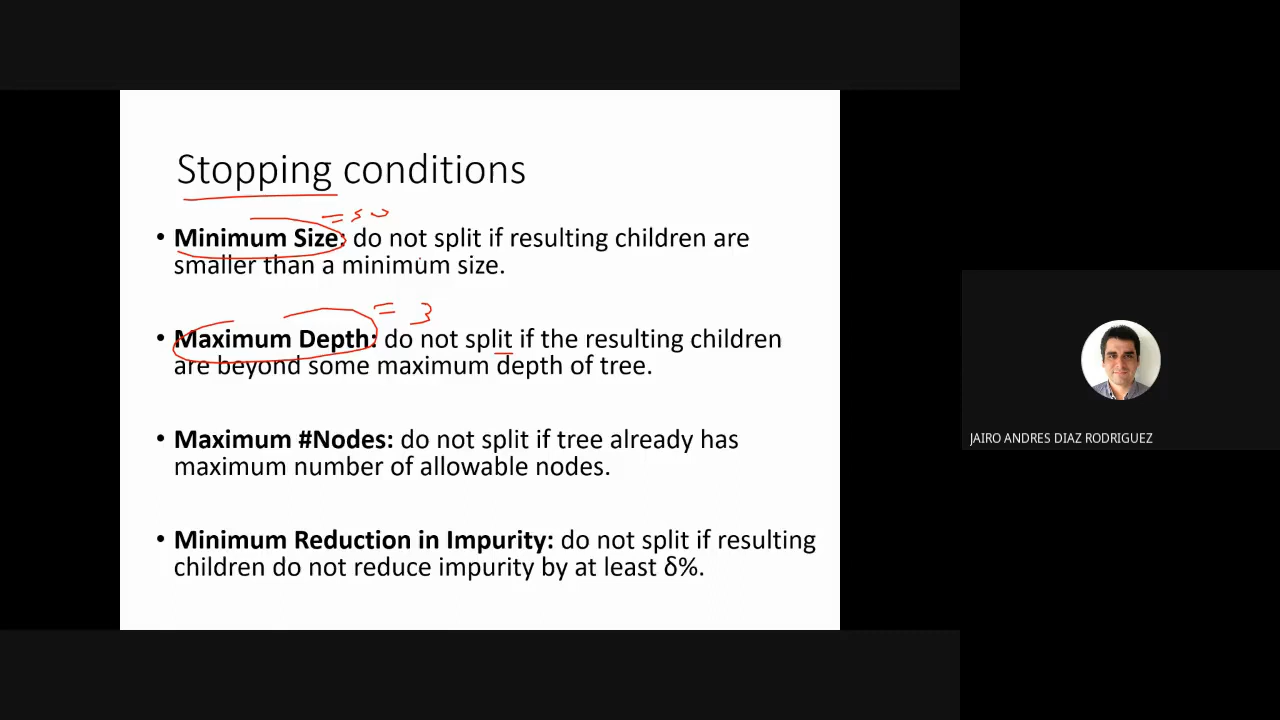 Stopping conditions
= 50
• Minimum Size: do not split if resulting children are
smaller than a minimum size.
= 3
• Maximum Depth: do not split if the resulting children
are beyond some maximum depth of tree.
• Maximum #Nodes: do not split if tree already has
maximum number of allowable nodes.
• Minimum Reduction in Impurity: do not split if resulting
children do not reduce impurity by at least δ%.
JAIRO ANDRES DIAZ RODRIGUEZ